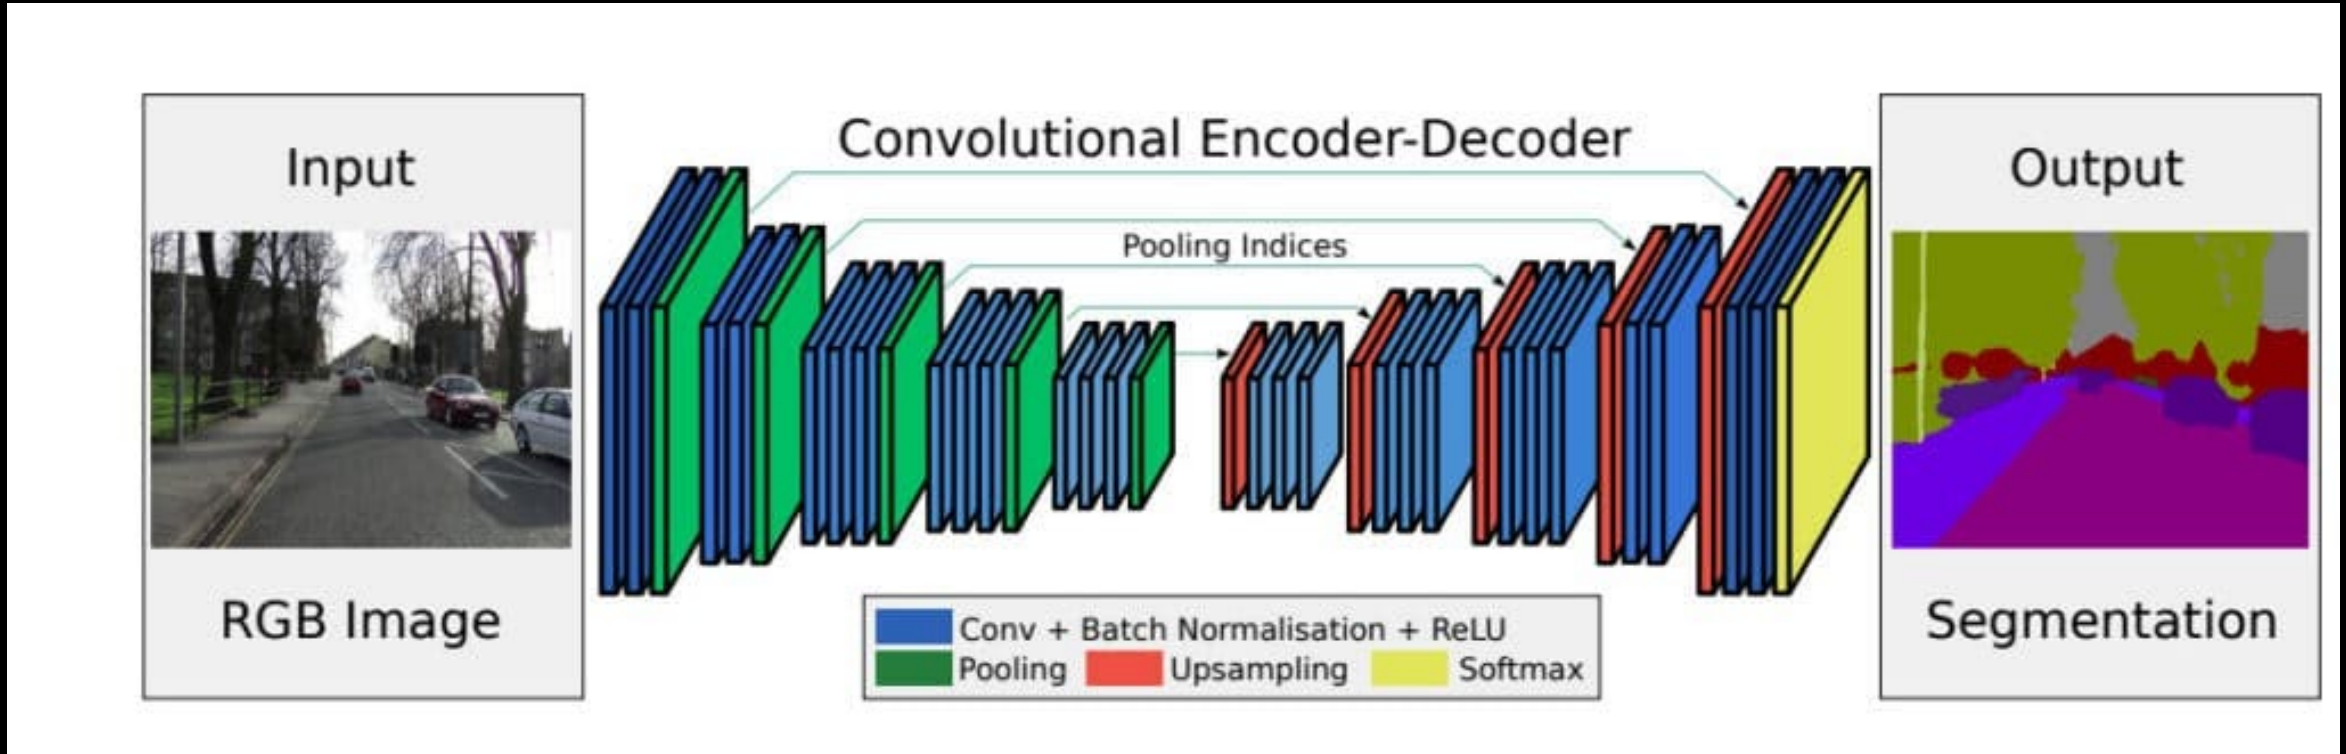 Input
RGB Image
Convolutional Encoder-Decoder
Pooling Indices
Conv + Batch Normalisation + ReLU
Pooling Upsampling Softmax
Output
Segmentation